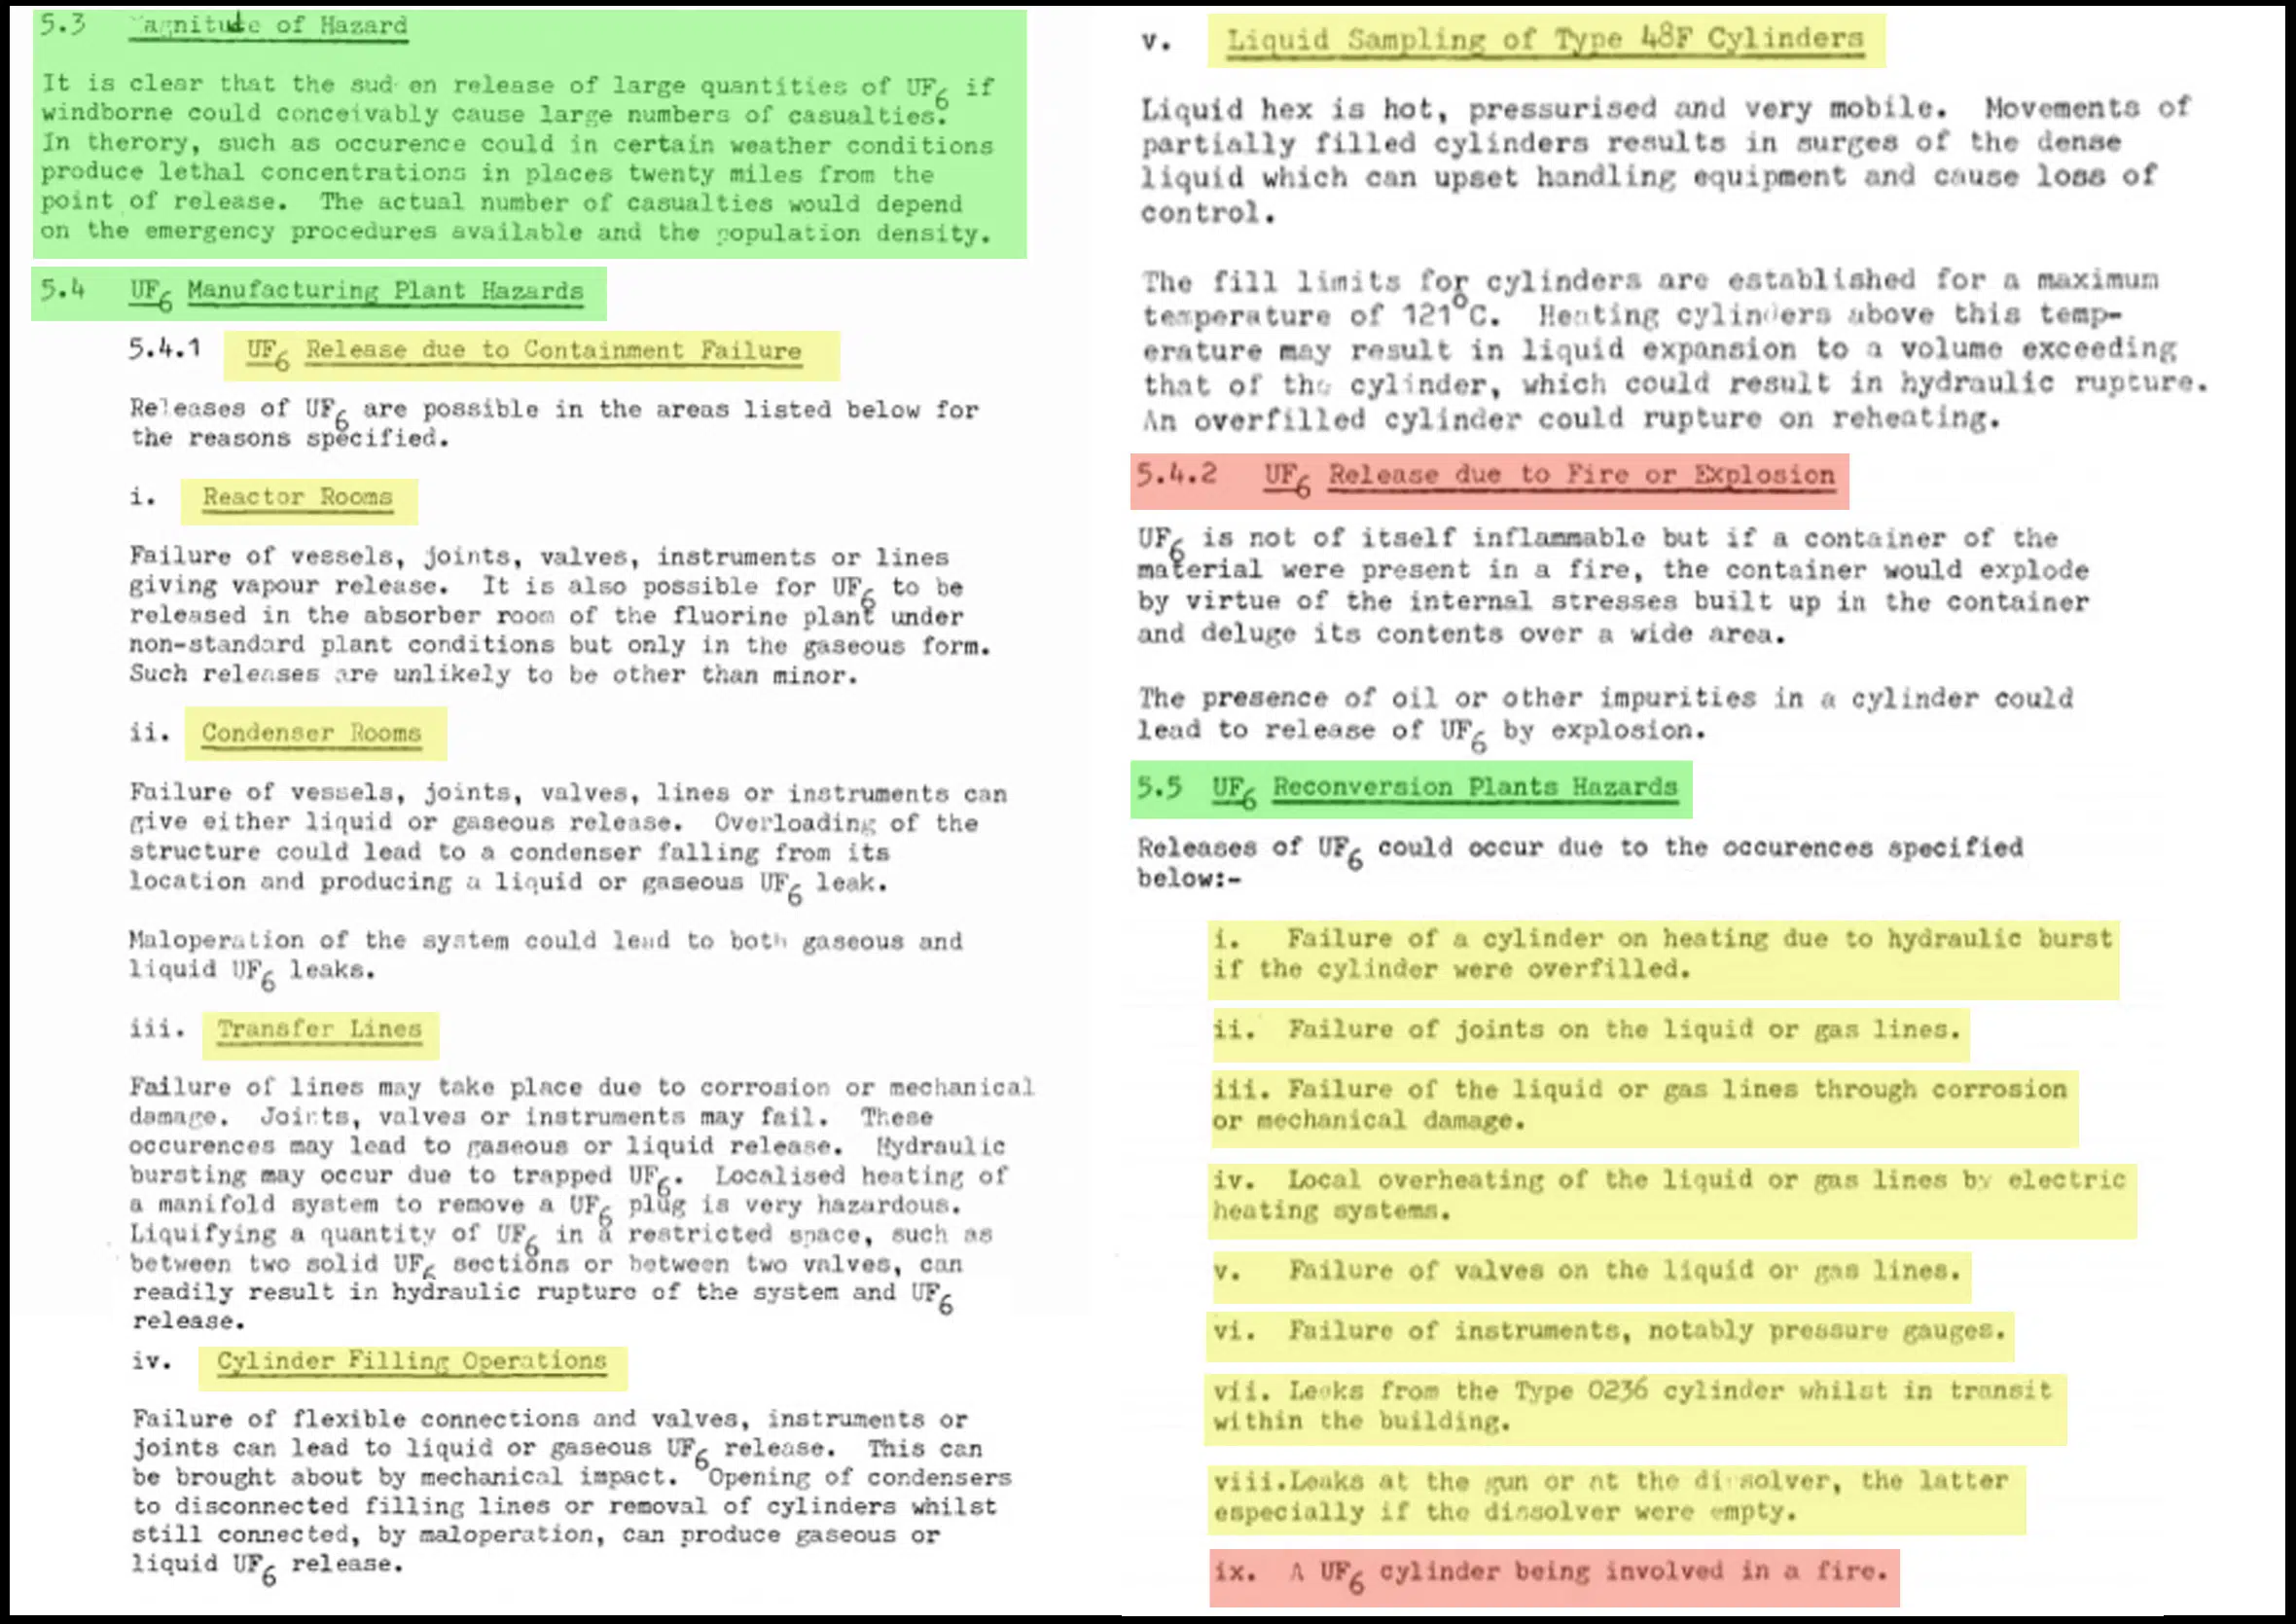 5.3 Magnitude of Hazard
It is clear that the sud en release of large quantities of UF6 if
windborne could conceivably cause large numbers of casualties.
In therory, such as occurence could in certain weather conditions
produce lethal concentrations in places twenty miles from the
point of release. The actual number of casualties would depend
on the emergency procedures available and the population density.
5.4 UF6 Manufacturing Plant Hazards
5.4.1 UF6 Release due to Containment Failure
Releases of UF6 are possible in the areas listed below for
the reasons specified.
i. Reactor Rooms
Failure of vessels, joints, valves, instruments or lines
giving vapour release. It is also possible for UF6 to be
released in the absorber room of the fluorine plant under
non-standard plant conditions but only in the gaseous form.
Such releases are unlikely to be other than minor.
ii. Condenser Rooms
Failure of vessels, joints, valves, lines or instruments can
give either liquid or gaseous release. Overloading of the
structure could lead to a condenser falling from its
location and producing a liquid or gaseous UF6 leak.
Maloperation of the system could lead to both gaseous and
liquid UF6 leaks.
iii. Transfer Lines
Failure of lines may take place due to corrosion or mechanical
damage. Joints, valves or instruments may fail. These
occurences may lead to gaseous or liquid release. Hydraulic
bursting may occur due to trapped UF6. Localised heating of
a manifold system to remove a UF6 plug is very hazardous.
Liquifying a quantity of UF6 in a restricted space, such as
between two solid UF6 sections or between two valves, can
readily result in hydraulic rupture of the system and UF6
release.
iv. Cylinder Filling Operations
Failure of flexible connections and valves, instruments or
joints can lead to liquid or gaseous UF6 release. This can
be brought about by mechanical impact. Opening of condensers
to disconnected filling lines or removal of cylinders whilst
still connected, by maloperation, can produce gaseous or
liquid UF6 release.
v. Liquid Sampling of Type 48F Cylinders
Liquid hex is hot, pressurised and very mobile. Movements of
partially filled cylinders results in surges of the dense
liquid which can upset handling equipment and cause loss of
control.
The fill limits for cylinders are established for a maximum
temperature of 121°C. Heating cylinders above this temp-
erature may result in liquid expansion to a volume exceeding
that of the cylinder, which could result in hydraulic rupture.
An overfilled cylinder could rupture on reheating.
5.4.2 UF6 Release due to Fire or Explosion
UF6 is not of itself inflammable but if a container of the
material were present in a fire, the container would explode
by virtue of the internal stresses built up in the container
and deluge its contents over a wide area.
The presence of oil or other impurities in a cylinder could
lead to release of UF6 by explosion.
5.5 UF6 Reconversion Plants Hazards
Releases of UF6 could occur due to the occurences specified
below:-
i. Failure of a cylinder on heating due to hydraulic burst
if the cylinder were overfilled.
ii. Failure of joints on the liquid or gas lines.
iii. Failure of the liquid or gas lines through corrosion
or mechanical damage.
iv. Local overheating of the liquid or gas lines by electric
heating systems.
v. Failure of valves on the liquid or gas lines.
vi. Failure of instruments, notably pressure gauges.
vii. Leaks from the Type 0236 cylinder whilst in transit
within the building.
viii.Leaks at the gun or at the dissolver, the latter
especially if the dissolver were empty.
ix. A UF6 cylinder being involved in a fire.